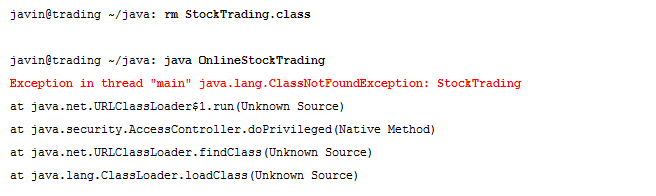 javin@trading ~/java: rm StockTrading.class
javin@trading ~/java: java OnlineStockTrading
Exception in thread "main" java.lang.ClassNotFoundException: StockTrading
at java.net.URLClassLoader$1.run(Unknown Source)
at java.security.AccessController.doPrivileged(Native Method)
at java.net.URLClassLoader.findClass(Unknown Source)
at java.lang.ClassLoader.loadClass(Unknown Source)